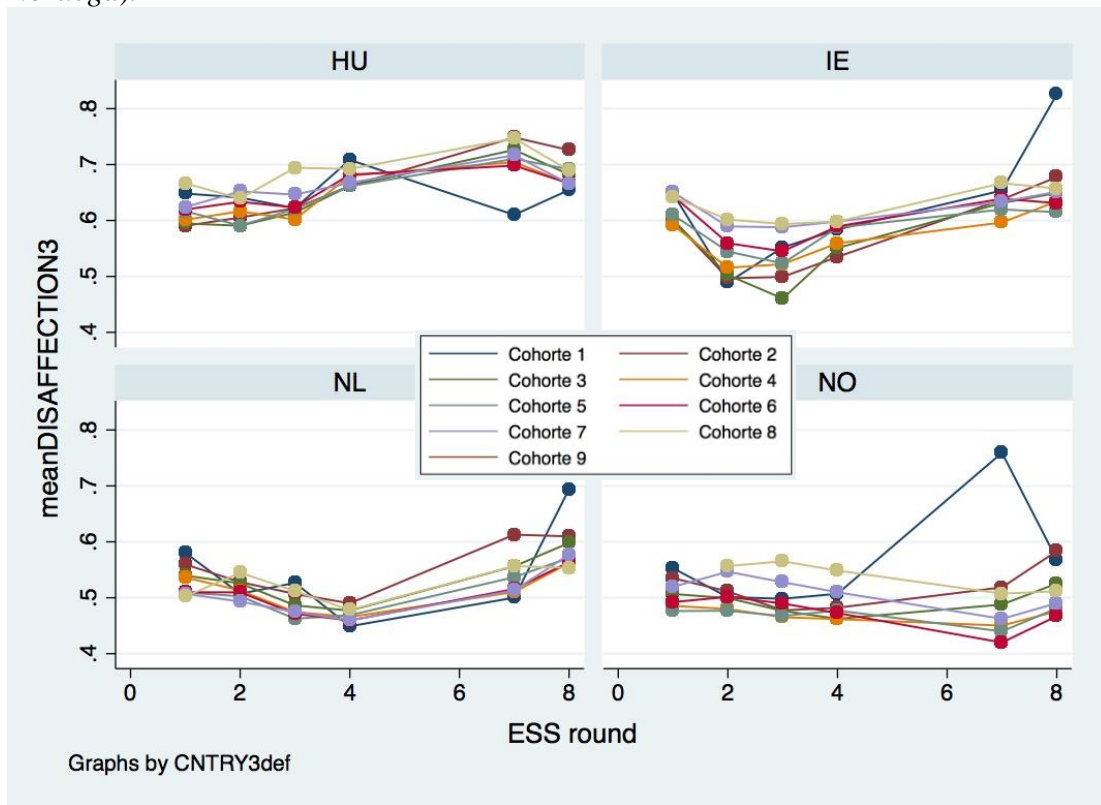 HU IE
.8
.7
.6
.5
.4
meanDISAFFECTION3
NL NO
.8
.7
.6
.5
.4
0 2 4 6 8 0 2 4 6 8
ESS round
Cohorte 1 Cohorte 2
Cohorte 3 Cohorte 4
Cohorte 5 Cohorte 6
Cohorte 7 Cohorte 8
Cohorte 9
Graphs by CNTRY3def